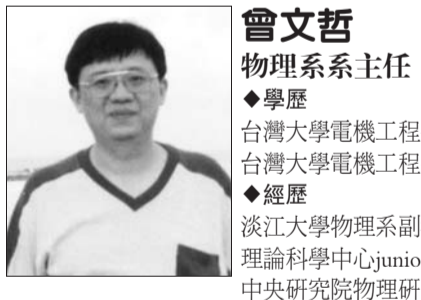 曾文哲
物理系系主任
◆學歷
台灣大學電機工程
台灣大學電機工程
◆經歷
淡江大學物理系副
理論科學中心junio
中央研究院物理研